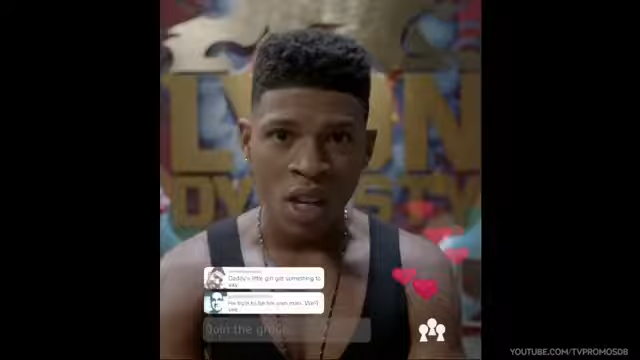 LYON
DYNASTY
Daddy's little girl got something to
say
He tryin to be his own man. We'll
see
Join the group
YOUTUBE.COM/TVPROMOSDB